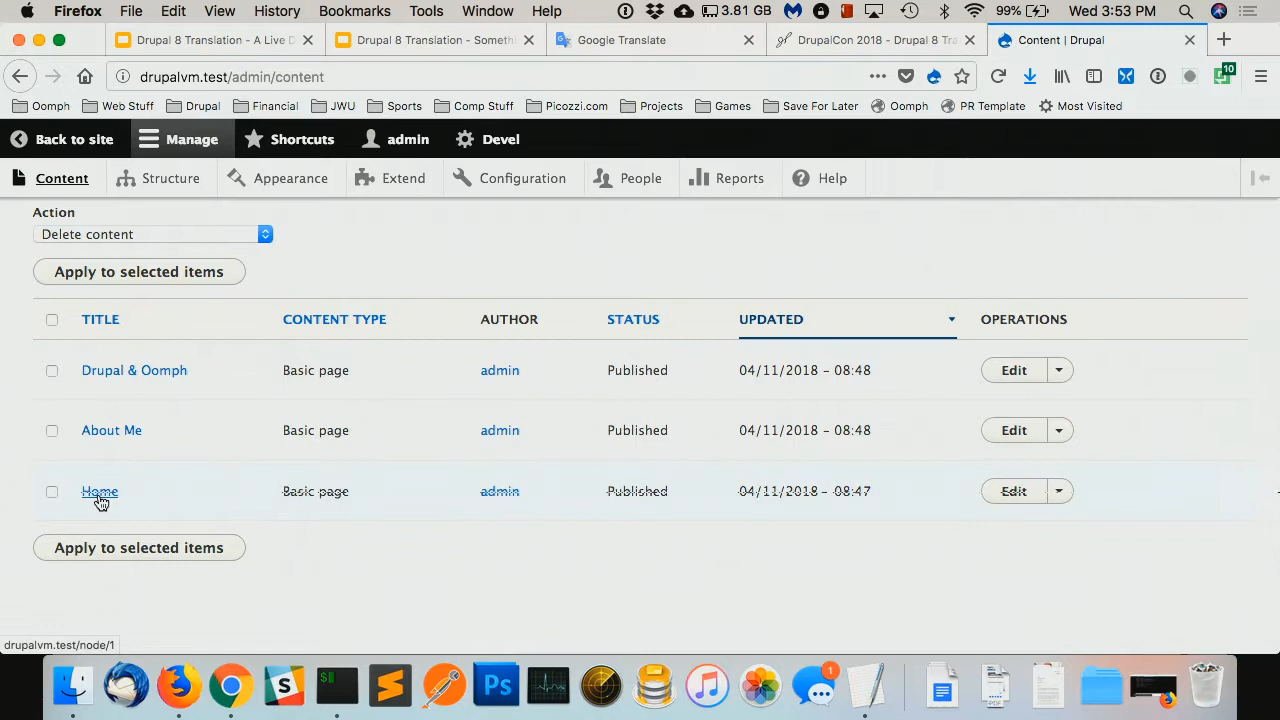 Firefox File Edit View History Bookmarks Tools Window Help 3.81 GB 99% Wed 3:53 PM
Drupal 8 Translation - A Live D Drupal 8 Translation - Someth Google Translate DrupalCon 2018 - Drupal 8 Tra Content | Drupal
drupalvm.test/admin/content 10
Oomph Web Stuff Drupal Financial JWU Sports Comp Stuff Picozzi.com Projects Games Save For Later Oomph PR Template Most Visited
Back to site Manage Shortcuts admin Devel
Content Structure Appearance Extend Configuration People Reports Help
Action
Delete content
Apply to selected items
TITLE CONTENT TYPE AUTHOR STATUS UPDATED OPERATIONS
Drupal & Oomph Basic page admin Published 04/11/2018 - 08:48 Edit
About Me Basic page admin Published 04/11/2018 - 08:48 Edit
Home Basic page admin Published 04/11/2018 - 08:47 Edit
Apply to selected items
drupalvm.test/node/1
$ S Ps 1